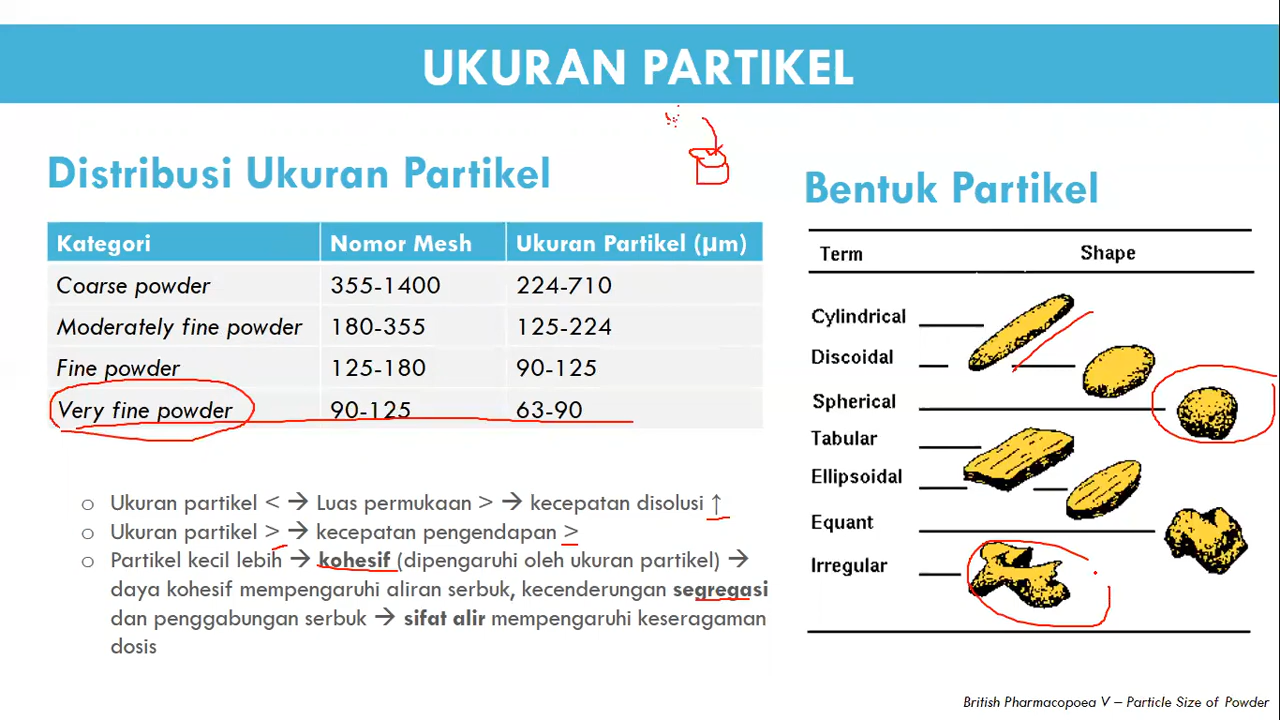 UKURAN PARTIKEL
Distribusi Ukuran Partikel
Kategori Nomor Mesh Ukuran Partikel (μm)
Coarse powder 355-1400 224-710
Moderately fine powder 180-355 125-224
Fine powder 125-180 90-125
Very fine powder 90-125 63-90
o Ukuran partikel < → Luas permukaan > → kecepatan disolusi ↑
o Ukuran partikel > → kecepatan pengendapan >
o Partikel kecil lebih → kohesif (dipengaruhi oleh ukuran partikel) →
daya kohesif mempengaruhi aliran serbuk, kecenderungan segregasi
dan penggabungan serbuk → sifat alir mempengaruhi keseragaman
dosis
Bentuk Partikel
Term Shape
Cylindrical
Discoidal
Spherical
Tabular
Ellipsoidal
Equant
Irregular
British Pharmacopoea V – Particle Size of Powder